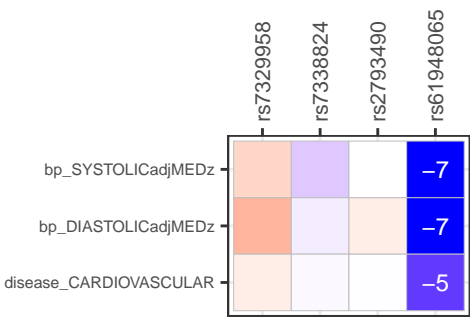 rs7329958
rs7338824
rs2793490
rs61948065
bp_SYSTOLICadjMEDz
−7
bp_DIASTOLICadjMEDz
−7
disease_CARDIOVASCULAR
−5